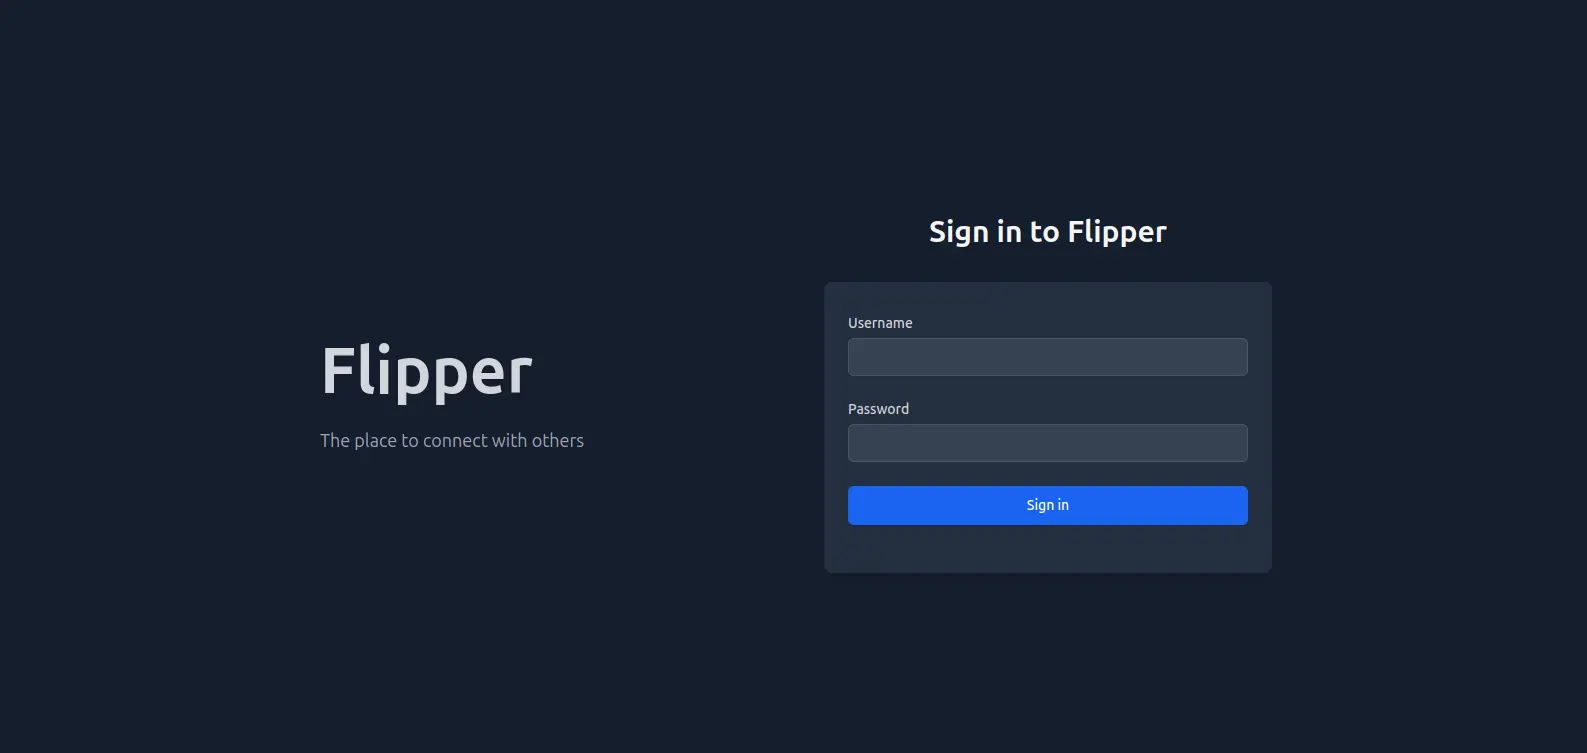 Flipper
The place to connect with others
Sign in to Flipper
Username
Password
Sign in